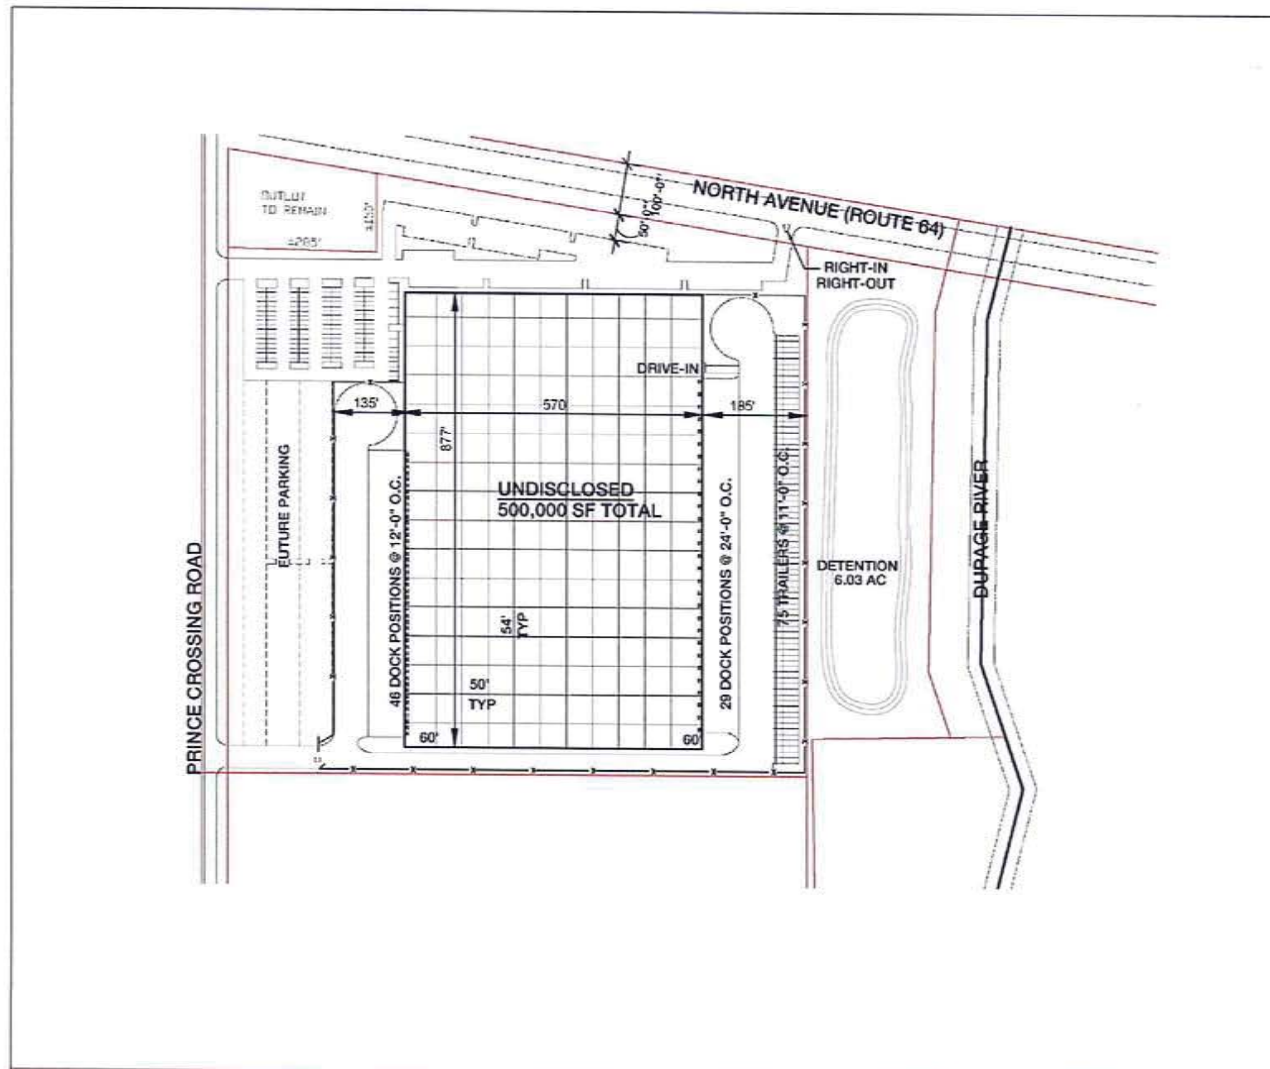 OUTLOT
TO REMAIN
±150'
±285'
50'-0"
100'-0"
NORTH AVENUE (ROUTE 64)
RIGHT-IN
RIGHT-OUT
DRIVE-IN
135'
570
185'
877'
UNDISCLOSED
500,000 SF TOTAL
FUTURE PARKING
46 DOCK POSITIONS @ 12'-0" O.C.
29 DOCK POSITIONS @ 24'-0" O.C.
75 TRAILERS @ 11'-0" O.C.
DETENTION
6.03 AC
DUPAGE RIVER
PRINCE CROSSING ROAD
54'
TYP
50'
TYP
60'
60'